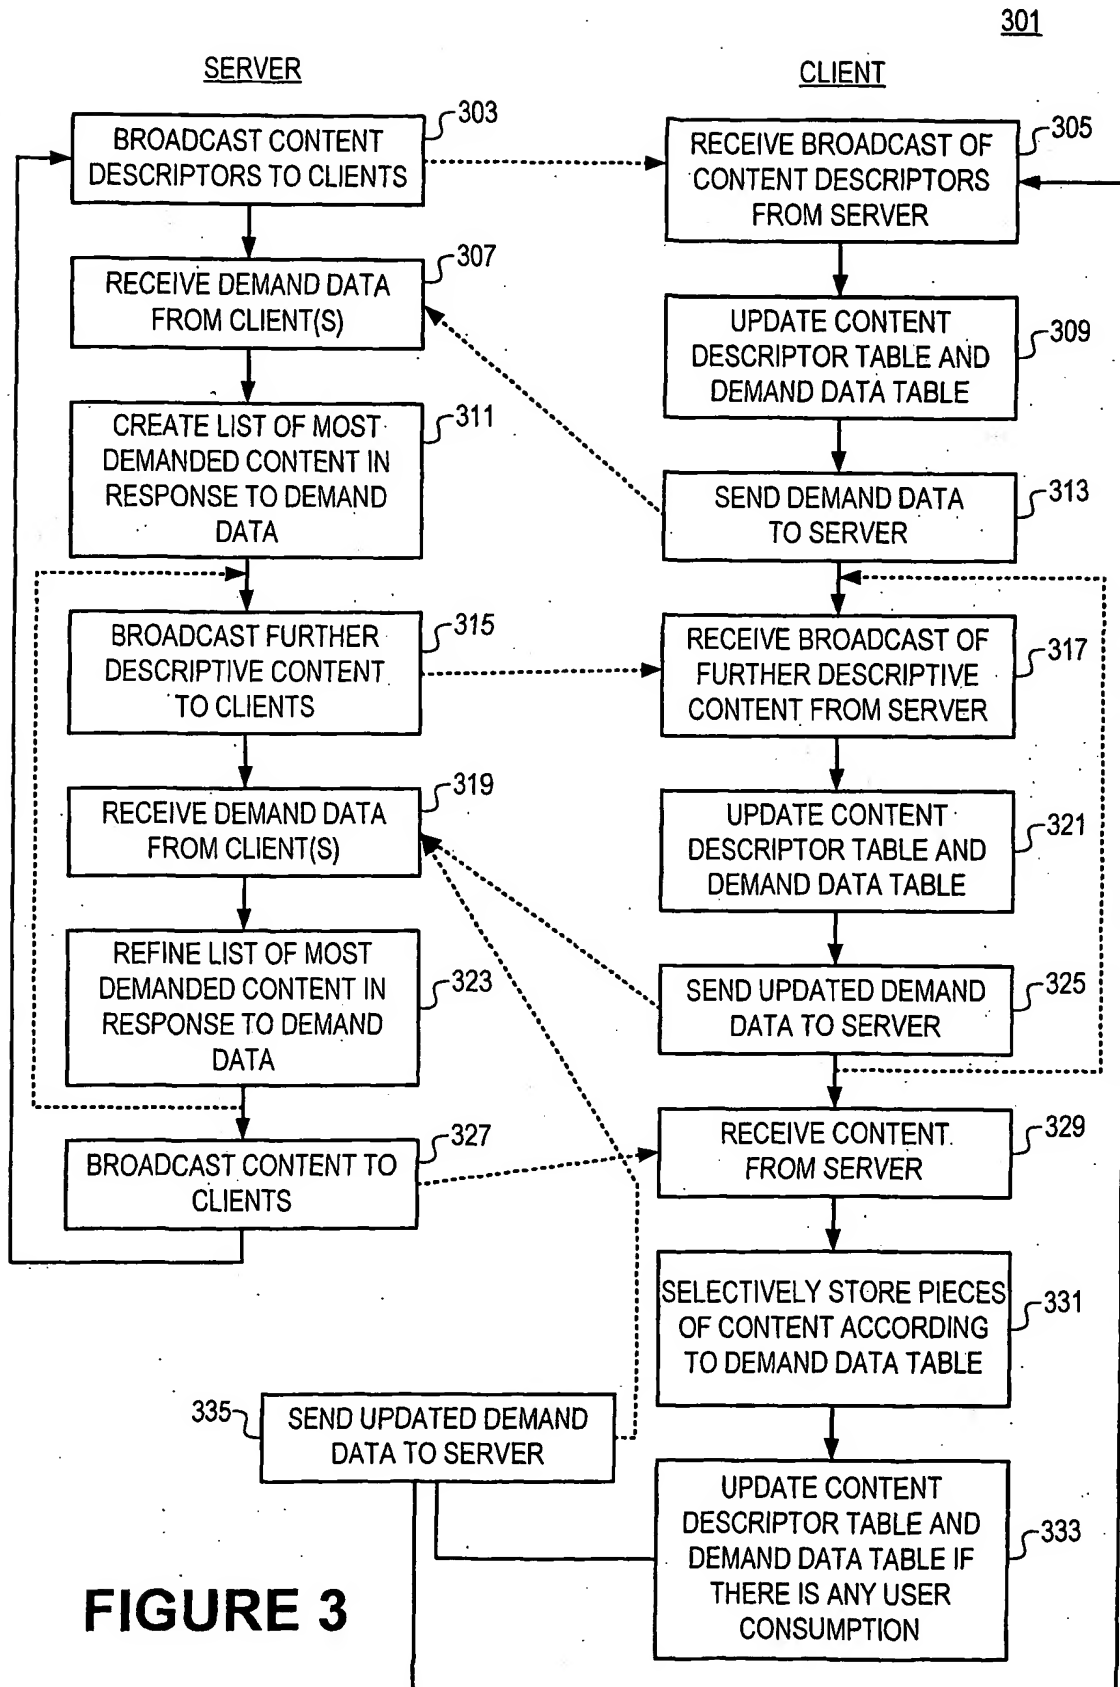 301
SERVER
CLIENT
BROADCAST CONTENT
DESCRIPTORS TO CLIENTS
303
RECEIVE BROADCAST OF
CONTENT DESCRIPTORS
FROM SERVER
305
RECEIVE DEMAND DATA
FROM CLIENT(S)
307
UPDATE CONTENT
DESCRIPTOR TABLE AND
DEMAND DATA TABLE
309
CREATE LIST OF MOST
DEMANDED CONTENT IN
RESPONSE TO DEMAND
DATA
311
SEND DEMAND DATA
TO SERVER
313
BROADCAST FURTHER
DESCRIPTIVE CONTENT
TO CLIENTS
315
RECEIVE BROADCAST OF
FURTHER DESCRIPTIVE
CONTENT FROM SERVER
317
RECEIVE DEMAND DATA
FROM CLIENT(S)
319
UPDATE CONTENT
DESCRIPTOR TABLE AND
DEMAND DATA TABLE
321
REFINE LIST OF MOST
DEMANDED CONTENT IN
RESPONSE TO DEMAND
DATA
323
SEND UPDATED DEMAND
DATA TO SERVER
325
BROADCAST CONTENT TO
CLIENTS
327
RECEIVE CONTENT
FROM SERVER
329
SELECTIVELY STORE PIECES
OF CONTENT ACCORDING
TO DEMAND DATA TABLE
331
335
SEND UPDATED DEMAND
DATA TO SERVER
UPDATE CONTENT
DESCRIPTOR TABLE AND
DEMAND DATA TABLE IF
THERE IS ANY USER
CONSUMPTION
333
FIGURE 3